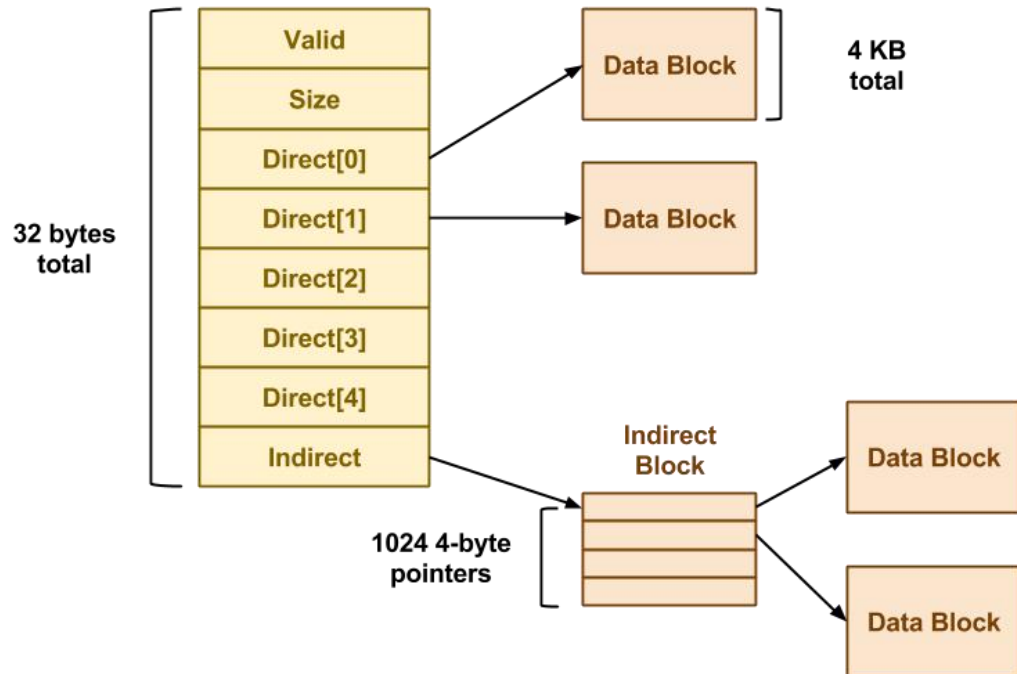 32 bytes
total
Valid
Size
Direct[0]
Direct[1]
Direct[2]
Direct[3]
Direct[4]
Indirect
Data Block
4 KB
total
Data Block
Indirect
Block
1024 4-byte
pointers
Data Block
Data Block